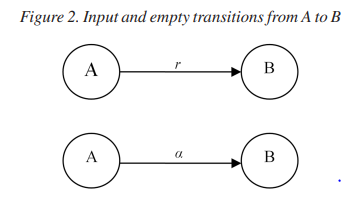 Figure 2. Input and empty transitions from A to B
A r B
A α B